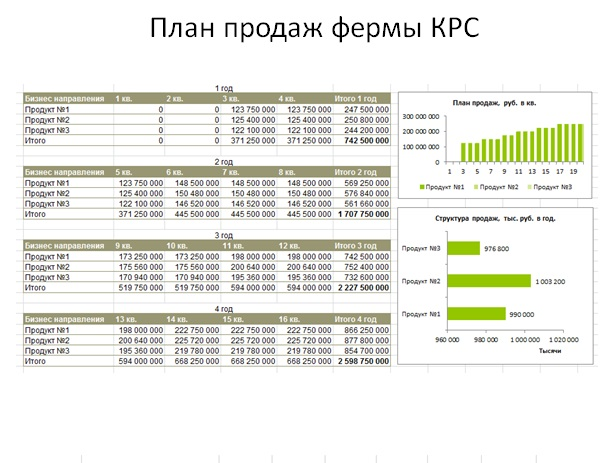 План продаж фермы КРС
1 год
Бизнес направления 1 кв. 2 кв. 3 кв. 4 кв. Итого 1 год
Продукт №1 0 0 123 750 000 123 750 000 247 500 000
Продукт №2 0 0 125 400 000 125 400 000 250 800 000
Продукт №3 0 0 122 100 000 122 100 000 244 200 000
Итого 0 0 371 250 000 371 250 000 742 500 000
2 год
Бизнес направления 5 кв. 6 кв. 7 кв. 8 кв. Итого 2 год
Продукт №1 123 750 000 148 500 000 148 500 000 148 500 000 569 250 000
Продукт №2 125 400 000 150 480 000 150 480 000 150 480 000 576 840 000
Продукт №3 122 100 000 146 520 000 146 520 000 146 520 000 561 660 000
Итого 371 250 000 445 500 000 445 500 000 445 500 000 1 707 750 000
3 год
Бизнес направления 9 кв. 10 кв. 11 кв. 12 кв. Итого 3 год
Продукт №1 173 250 000 173 250 000 198 000 000 198 000 000 742 500 000
Продукт №2 175 560 000 175 560 000 200 640 000 200 640 000 752 400 000
Продукт №3 170 940 000 170 940 000 195 360 000 195 360 000 732 600 000
Итого 519 750 000 519 750 000 594 000 000 594 000 000 2 227 500 000
4 год
Бизнес направления 13 кв. 14 кв. 15 кв. 16 кв. Итого 4 год
Продукт №1 198 000 000 222 750 000 222 750 000 222 750 000 866 250 000
Продукт №2 200 640 000 225 720 000 225 720 000 225 720 000 877 800 000
Продукт №3 195 360 000 219 780 000 219 780 000 219 780 000 854 700 000
Итого 594 000 000 668 250 000 668 250 000 668 250 000 2 598 750 000
План продаж, руб. в кв.
300 000 000
200 000 000
100 000 000
0
1 3 5 7 9 11 13 15 17 19
Продукт №1 Продукт №2 Продукт №3
Структура продаж, тыс. руб. в год.
Продукт №3 976 800
Продукт №2 1 003 200
Продукт №1 990 000
960 000 980 000 1 000 000 1 020 000
Тысячи